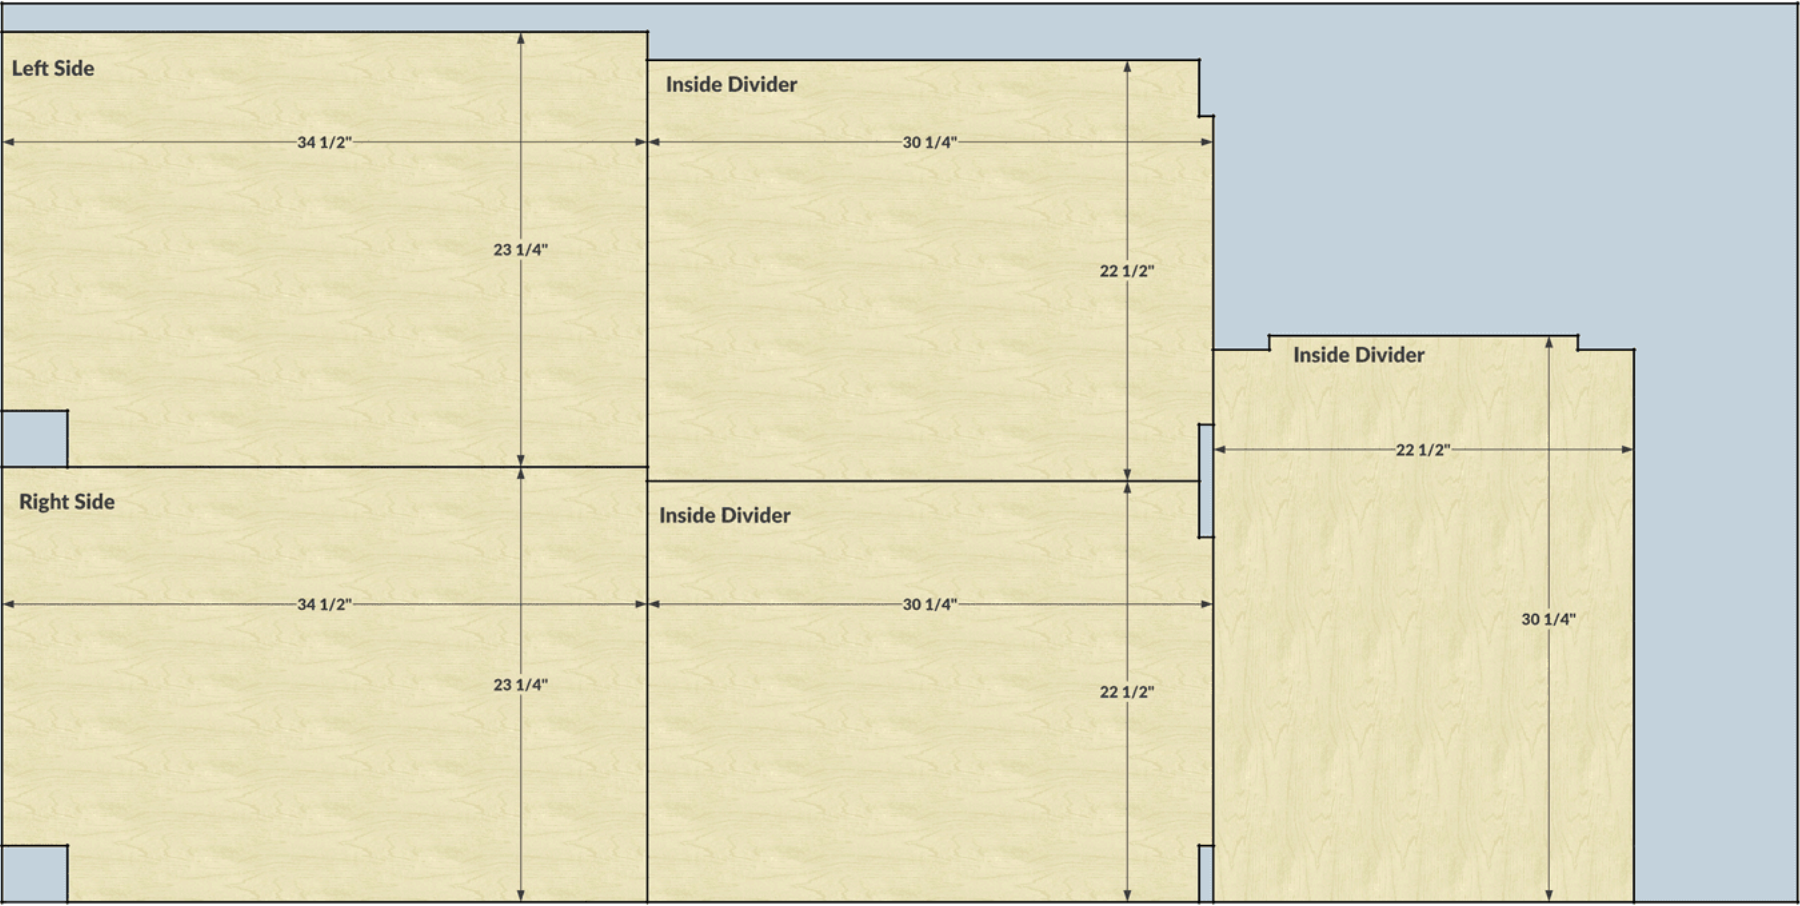 Left Side
34 1/2"
23 1/4"
Inside Divider
30 1/4"
22 1/2"
Inside Divider
22 1/2"
30 1/4"
Right Side
34 1/2"
23 1/4"
Inside Divider
30 1/4"
22 1/2"